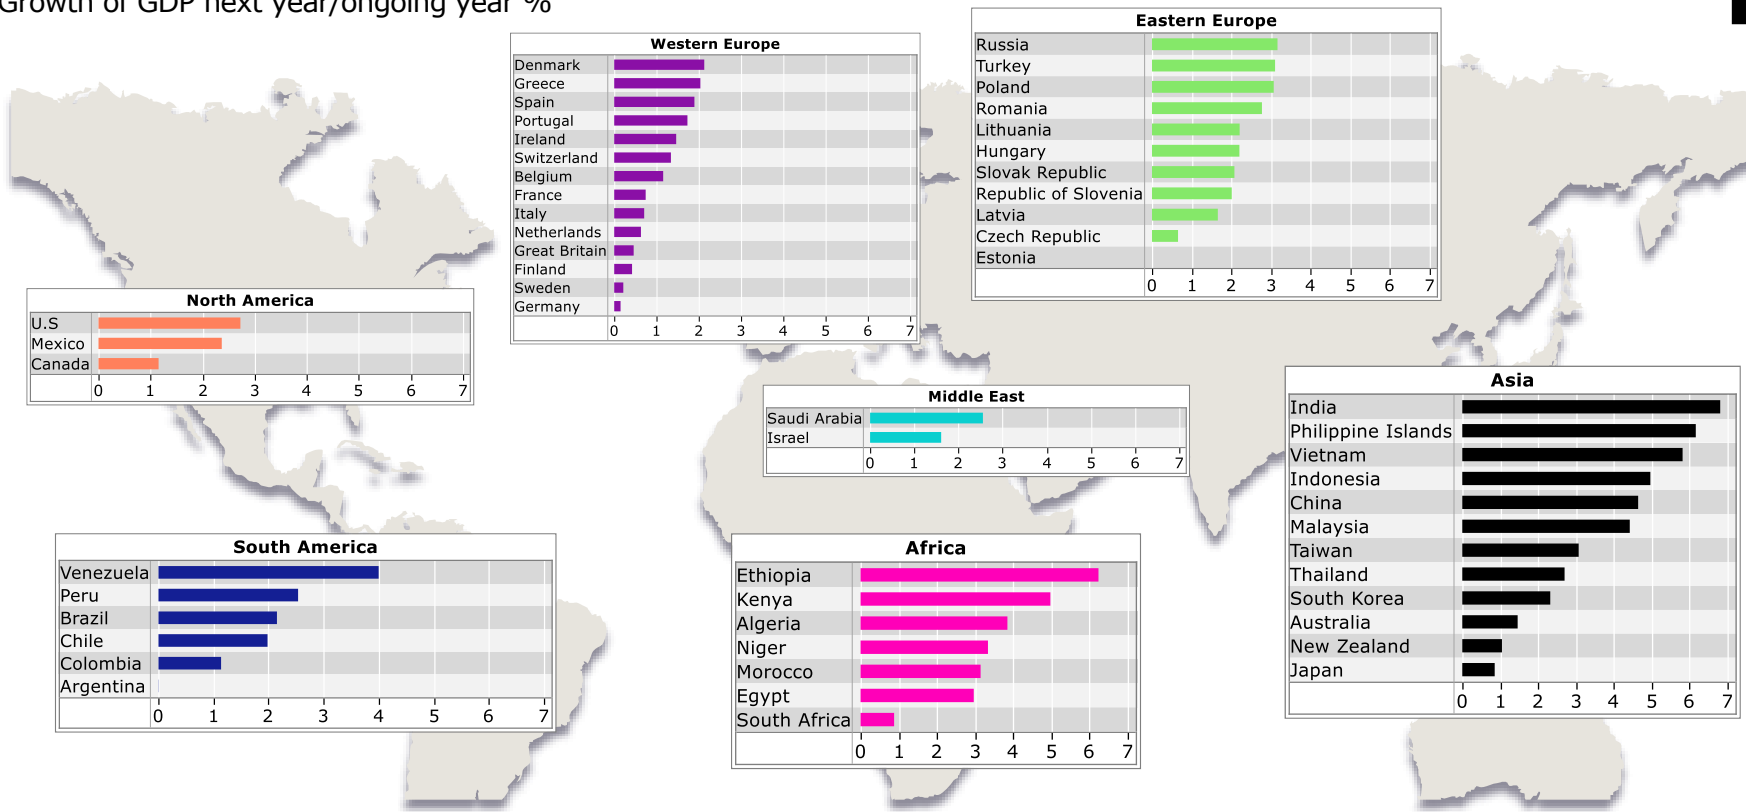 Growth of GDP next year/ongoing year %
Western Europe
Denmark
Greece
Spain
Portugal
Ireland
Switzerland
Belgium
France
Italy
Netherlands
Great Britain
Finland
Sweden
Germany
0 1 2 3 4 5 6 7
Eastern Europe
Russia
Turkey
Poland
Romania
Lithuania
Hungary
Slovak Republic
Republic of Slovenia
Latvia
Czech Republic
Estonia
0 1 2 3 4 5 6 7
North America
U.S
Mexico
Canada
0 1 2 3 4 5 6 7
Middle East
Saudi Arabia
Israel
0 1 2 3 4 5 6 7
Asia
India
Philippine Islands
Vietnam
Indonesia
China
Malaysia
Taiwan
Thailand
South Korea
Australia
New Zealand
Japan
0 1 2 3 4 5 6 7
South America
Venezuela
Peru
Brazil
Chile
Colombia
Argentina
0 1 2 3 4 5 6 7
Africa
Ethiopia
Kenya
Algeria
Niger
Morocco
Egypt
South Africa
0 1 2 3 4 5 6 7